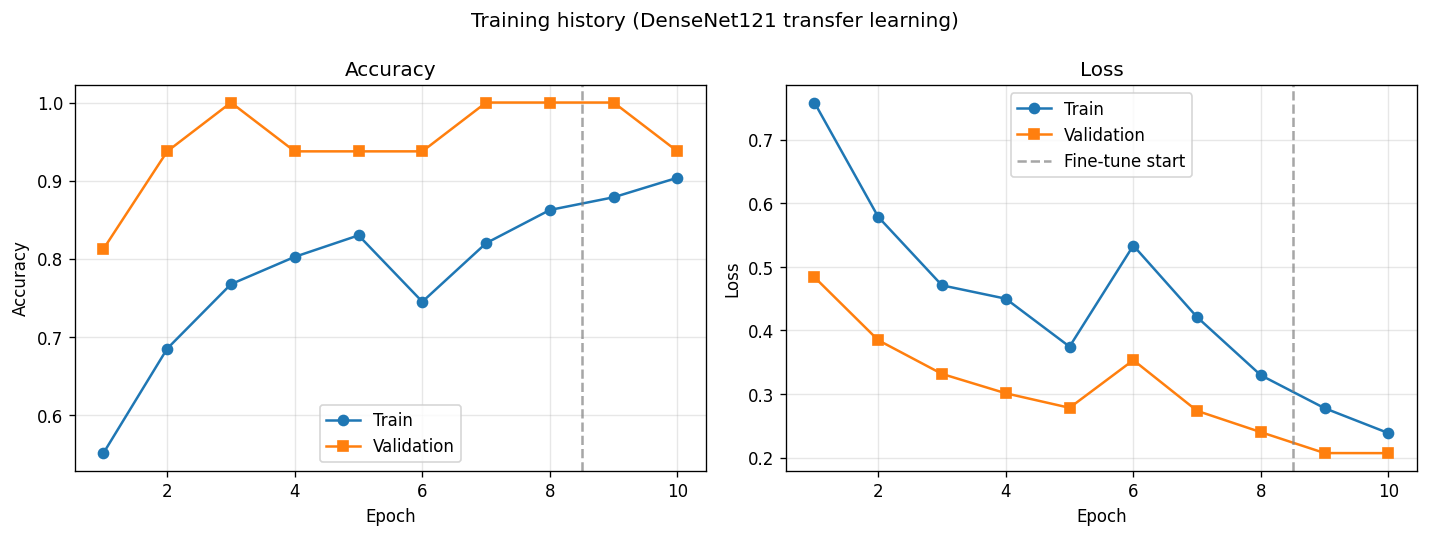 Training history (DenseNet121 transfer learning)
Accuracy
Accuracy
1.0
0.9
0.8
0.7
0.6
2
4
6
8
10
Epoch
Train
Validation
Loss
Loss
0.7
0.6
0.5
0.4
0.3
0.2
2
4
6
8
10
Epoch
Train
Validation
Fine-tune start